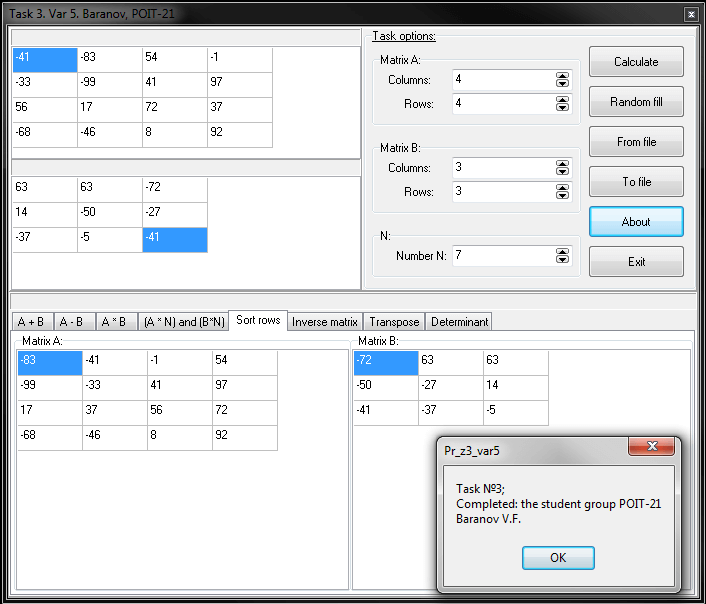 Task 3. Var 5. Baranov, POIT-21
-41 -83 54 -1
-33 -99 41 97
56 17 72 37
-68 -46 8 92
63 63 -72
14 -50 -27
-37 -5 -41
Task options:
Matrix A:
Columns: 4
Rows: 4
Matrix B:
Columns: 3
Rows: 3
N:
Number N: 7
Calculate
Random fill
From file
To file
About
Exit
A + B A - B A * B (A * N) and (B*N) Sort rows Inverse matrix Transpose Determinant
Matrix A:
-83 -41 -1 54
-99 -33 41 97
17 37 56 72
-68 -46 8 92
Matrix B:
-72 63 63
-50 -27 14
-41 -37 -5
Pr_z3_var5
Task №3;
Completed: the student group POIT-21
Baranov V.F.
OK